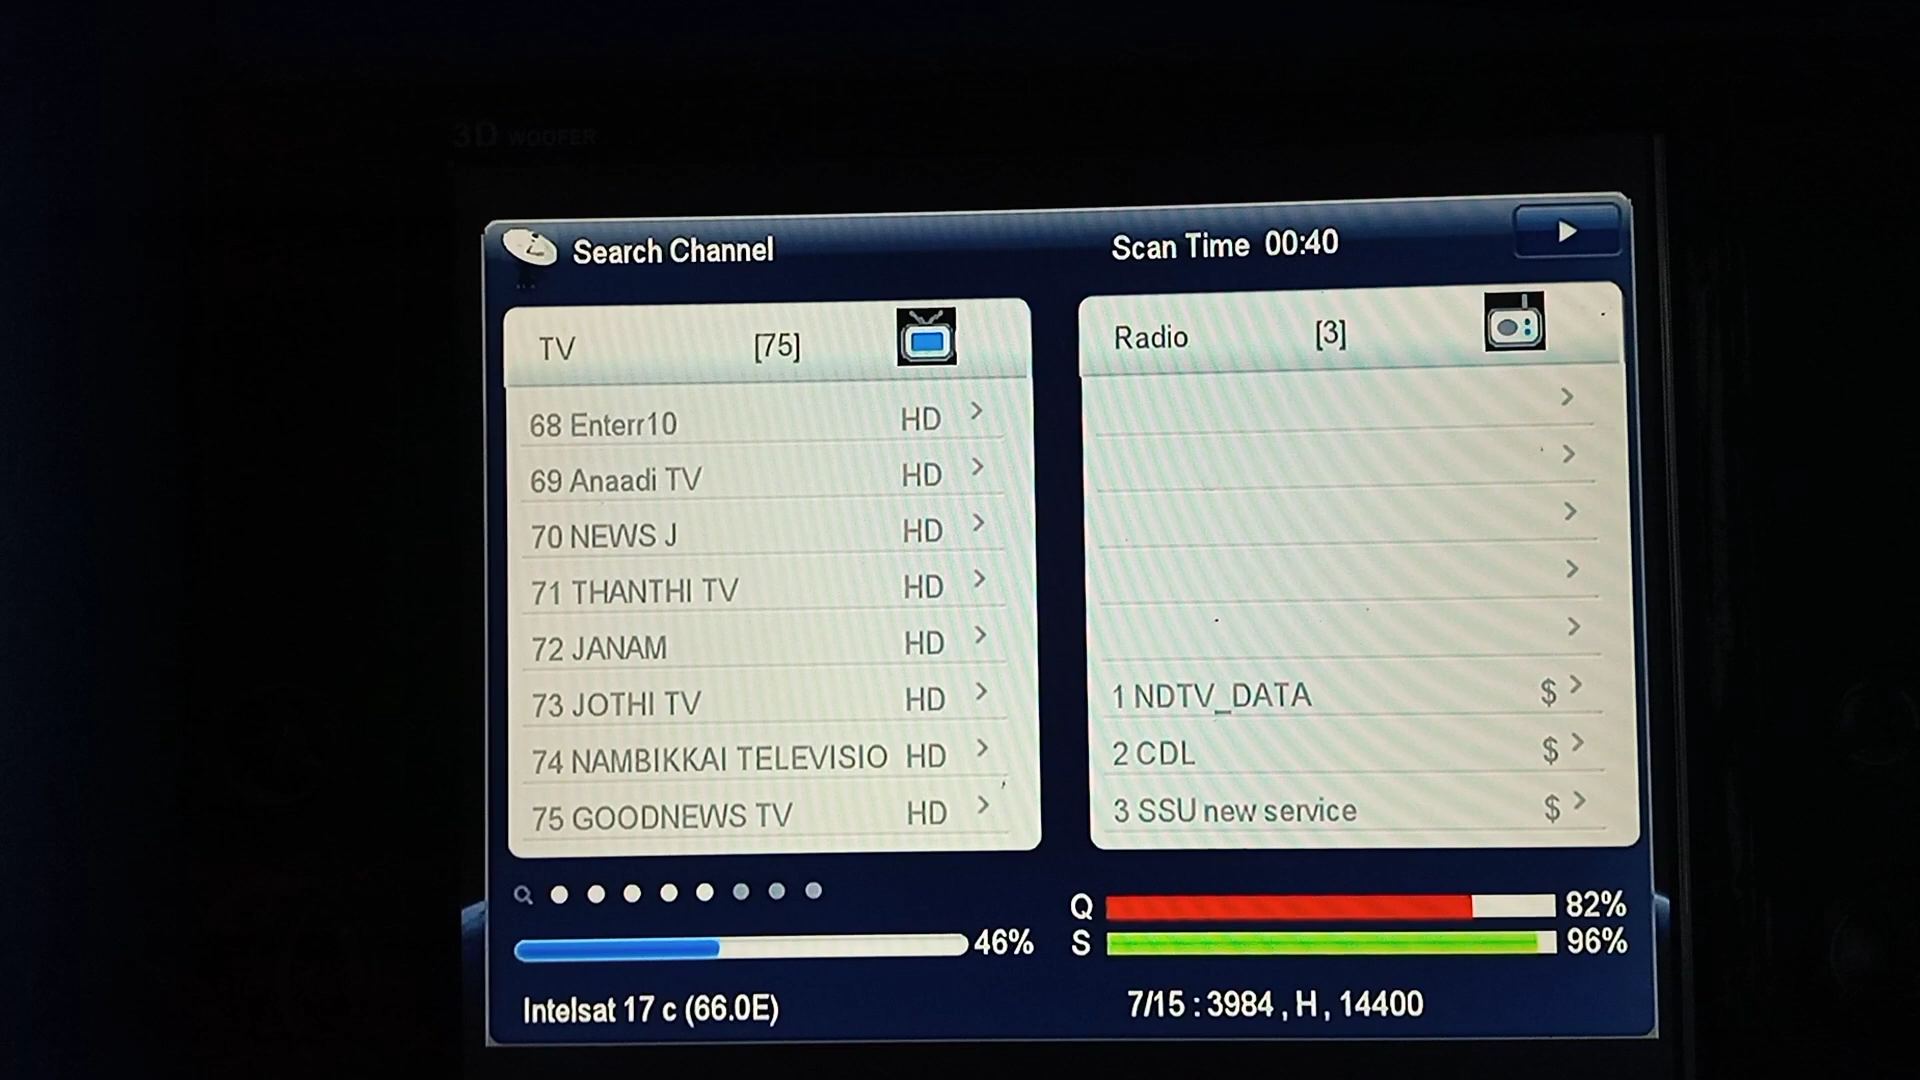 3D WOOFER
Search Channel
Scan Time 00:40
TV [75]
68 Enterr10 HD
69 Anaadi TV HD
70 NEWS J HD
71 THANTHI TV HD
72 JANAM HD
73 JOTHI TV HD
74 NAMBIKKAI TELEVISIO HD
75 GOODNEWS TV HD
Radio [3]
1 NDTV_DATA $
2 CDL $
3 SSU new service $
46%
Q 82%
S 96%
Intelsat 17 c (66.0E)
7/15 : 3984 , H , 14400